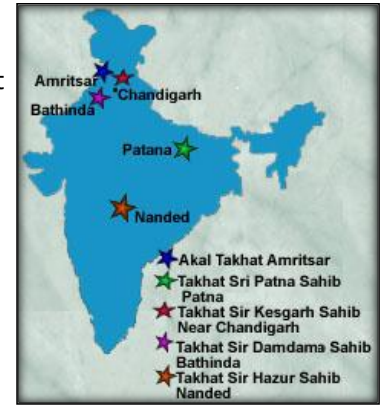 t
Amritsar
Chandigarh
Bathinda
Patana
Nanded
Akal Takhat Amritsar
Takhat Sri Patna Sahib
Patna
Takhat Sir Kesgarh Sahib
Near Chandigarh
Takhat Sir Damdama Sahib
Bathinda
Takhat Sir Hazur Sahib
Nanded